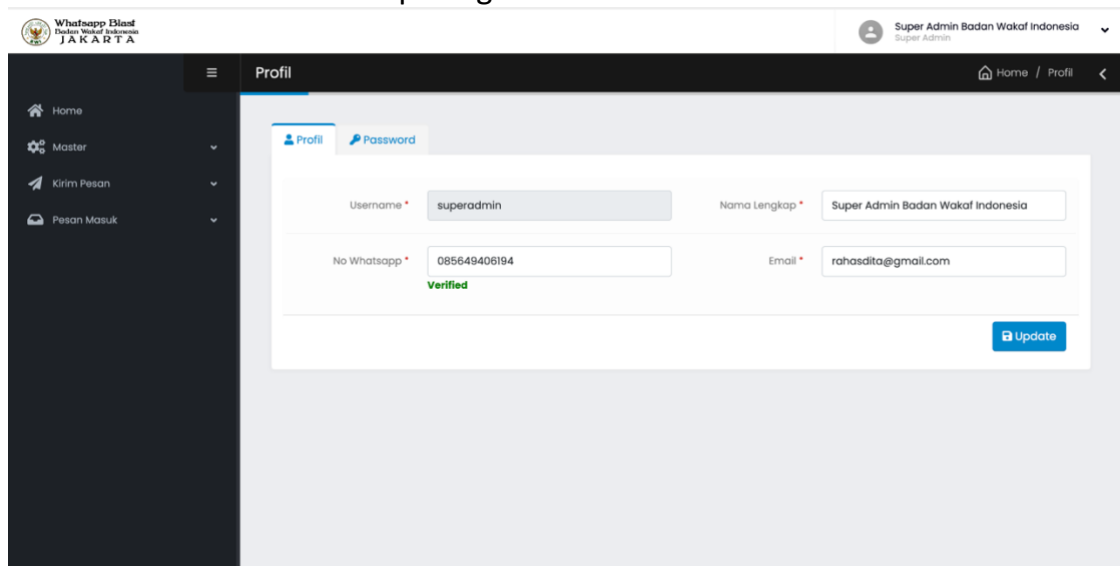 Whatsapp Blast
Badan Wakaf Indonesia
JAKARTA
Super Admin Badan Wakaf Indonesia
Super Admin
Profil
Home / Profil
Home
Master
Kirim Pesan
Pesan Masuk
Profil
Password
Username *
superadmin
Nama Lengkap *
Super Admin Badan Wakaf Indonesia
No Whatsapp *
085649406194
Verified
Email *
rahasdita@gmail.com
Update